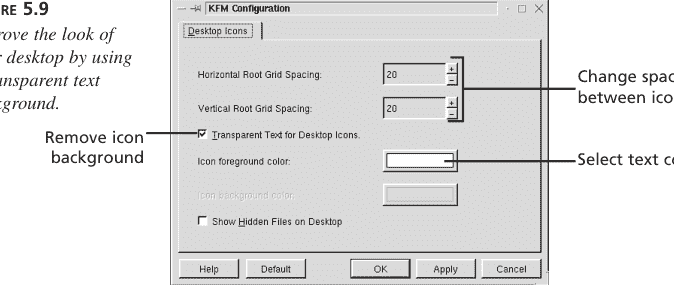 RE 5.9
rove the look of
r desktop by using
ansparent text
kground.
KFM Configuration
Desktop Icons
Horizontal Root Grid Spacing:
20
Vertical Root Grid Spacing:
20
Transparent Text for Desktop Icons.
Icon foreground color:
Icon background color:
Show Hidden Files on Desktop
Help
Default
OK
Apply
Cancel
Remove icon
background
Change spac
between ico
Select text co